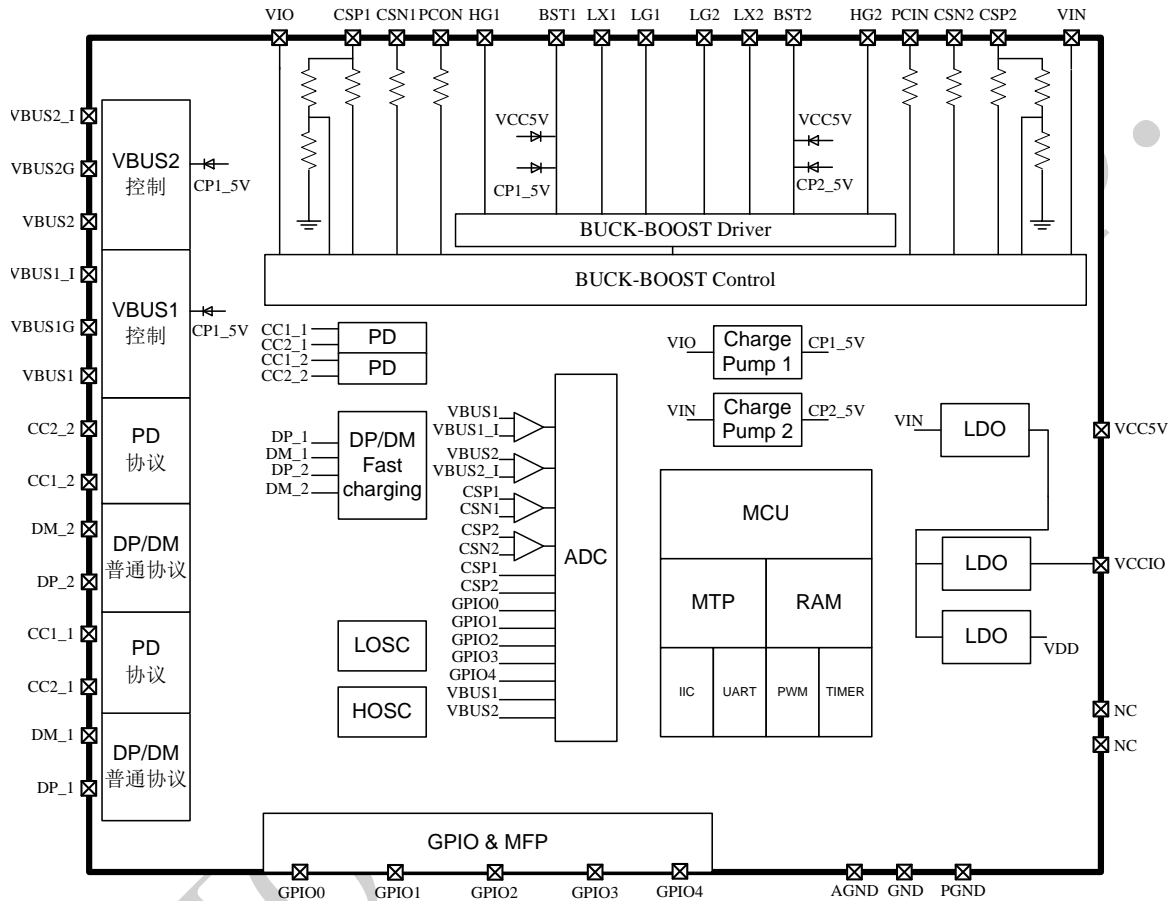 VIO CSP1 CSN1 PCON HG1 BST1 LX1 LG1 LG2 LX2 BST2 HG2 PCIN CSN2 CSP2 VIN
VBUS2_I
VBUS2G
VBUS2
VBUS1_I
VBUS1G
VBUS1
CC2_2
CC1_2
DM_2
DP_2
CC1_1
CC2_1
DM_1
DP_1
VBUS2
控制
CP1_5V
VBUS1
控制
CP1_5V
PD
协议
DP/DM
普通协议
PD
协议
DP/DM
普通协议
VCC5V
CP1_5V
VCC5V
CP2_5V
BUCK-BOOST Driver
BUCK-BOOST Control
CC1_1
CC2_1
CC1_2
CC2_2
PD
PD
DP_1
DM_1
DP_2
DM_2
DP/DM
Fast
charging
LOSC
HOSC
VBUS1
VBUS1_I
VBUS2
VBUS2_I
CSP1
CSN1
CSP2
CSN2
CSP1
CSP2
GPIO0
GPIO1
GPIO2
GPIO3
GPIO4
VBUS1
VBUS2
ADC
VIO
Charge
Pump 1
CP1_5V
VIN
Charge
Pump 2
CP2_5V
MCU
MTP
RAM
IIC
UART
PWM
TIMER
VIN
LDO
LDO
LDO
VDD
VCC5V
VCCIO
NC
NC
GPIO & MFP
GPIO0 GPIO1 GPIO2 GPIO3 GPIO4 AGND GND PGND